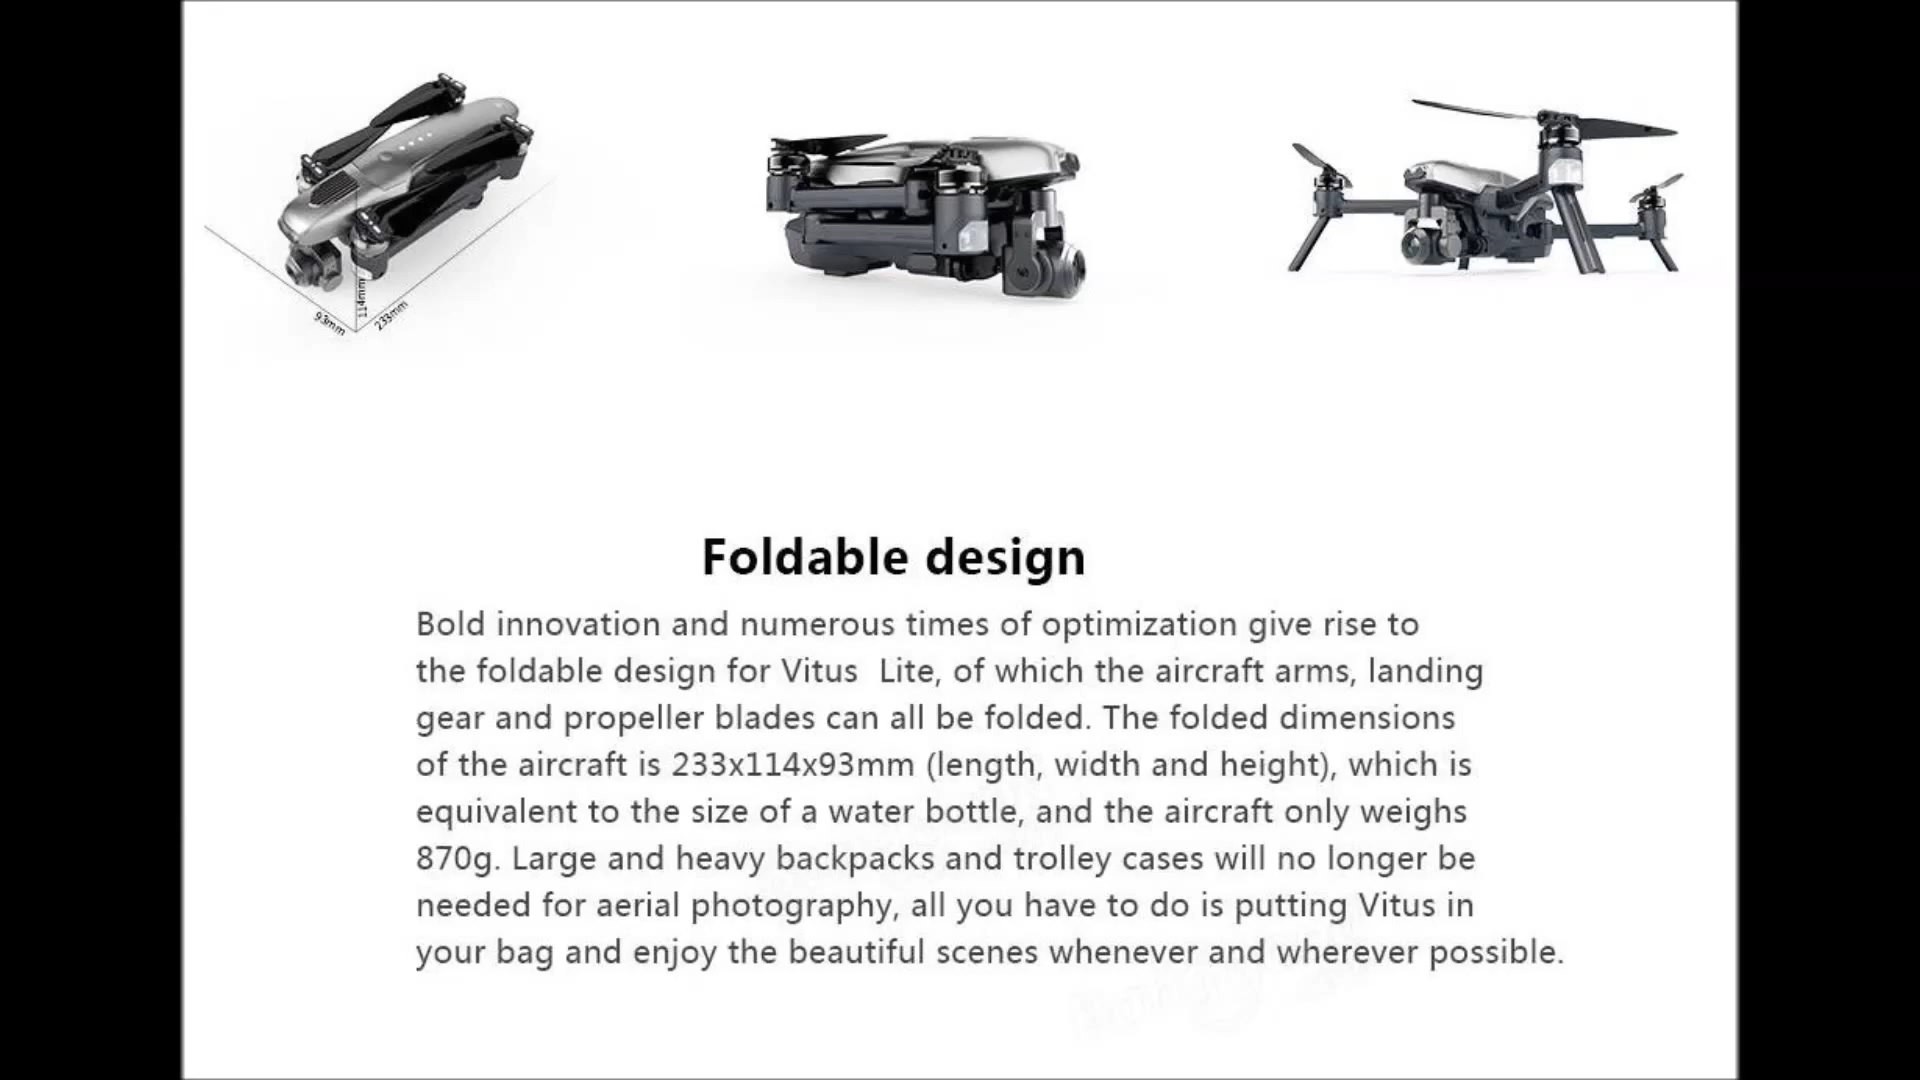 114mm
93mm
233mm
Foldable design
Bold innovation and numerous times of optimization give rise to
the foldable design for Vitus Lite, of which the aircraft arms, landing
gear and propeller blades can all be folded. The folded dimensions
of the aircraft is 233x114x93mm (length, width and height), which is
equivalent to the size of a water bottle, and the aircraft only weighs
870g. Large and heavy backpacks and trolley cases will no longer be
needed for aerial photography, all you have to do is putting Vitus in
your bag and enjoy the beautiful scenes whenever and wherever possible.